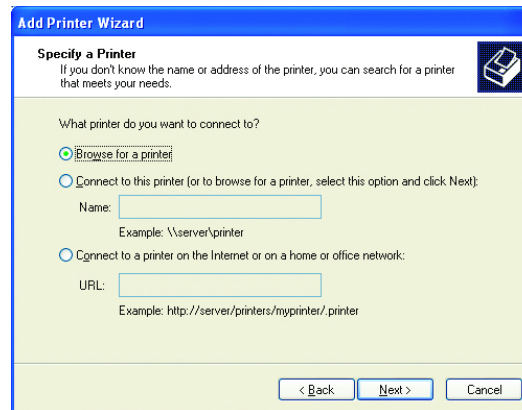 Add Printer Wizard
Specify a Printer
If you don't know the name or address of the printer, you can search for a printer
that meets your needs.
What printer do you want to connect to?
Browse for a printer
Connect to this printer (or to browse for a printer, select this option and click Next):
Name:
Example: \\server\printer
Connect to a printer on the Internet or on a home or office network:
URL:
Example: http://server/printers/myprinter/.printer
< Back
Next >
Cancel